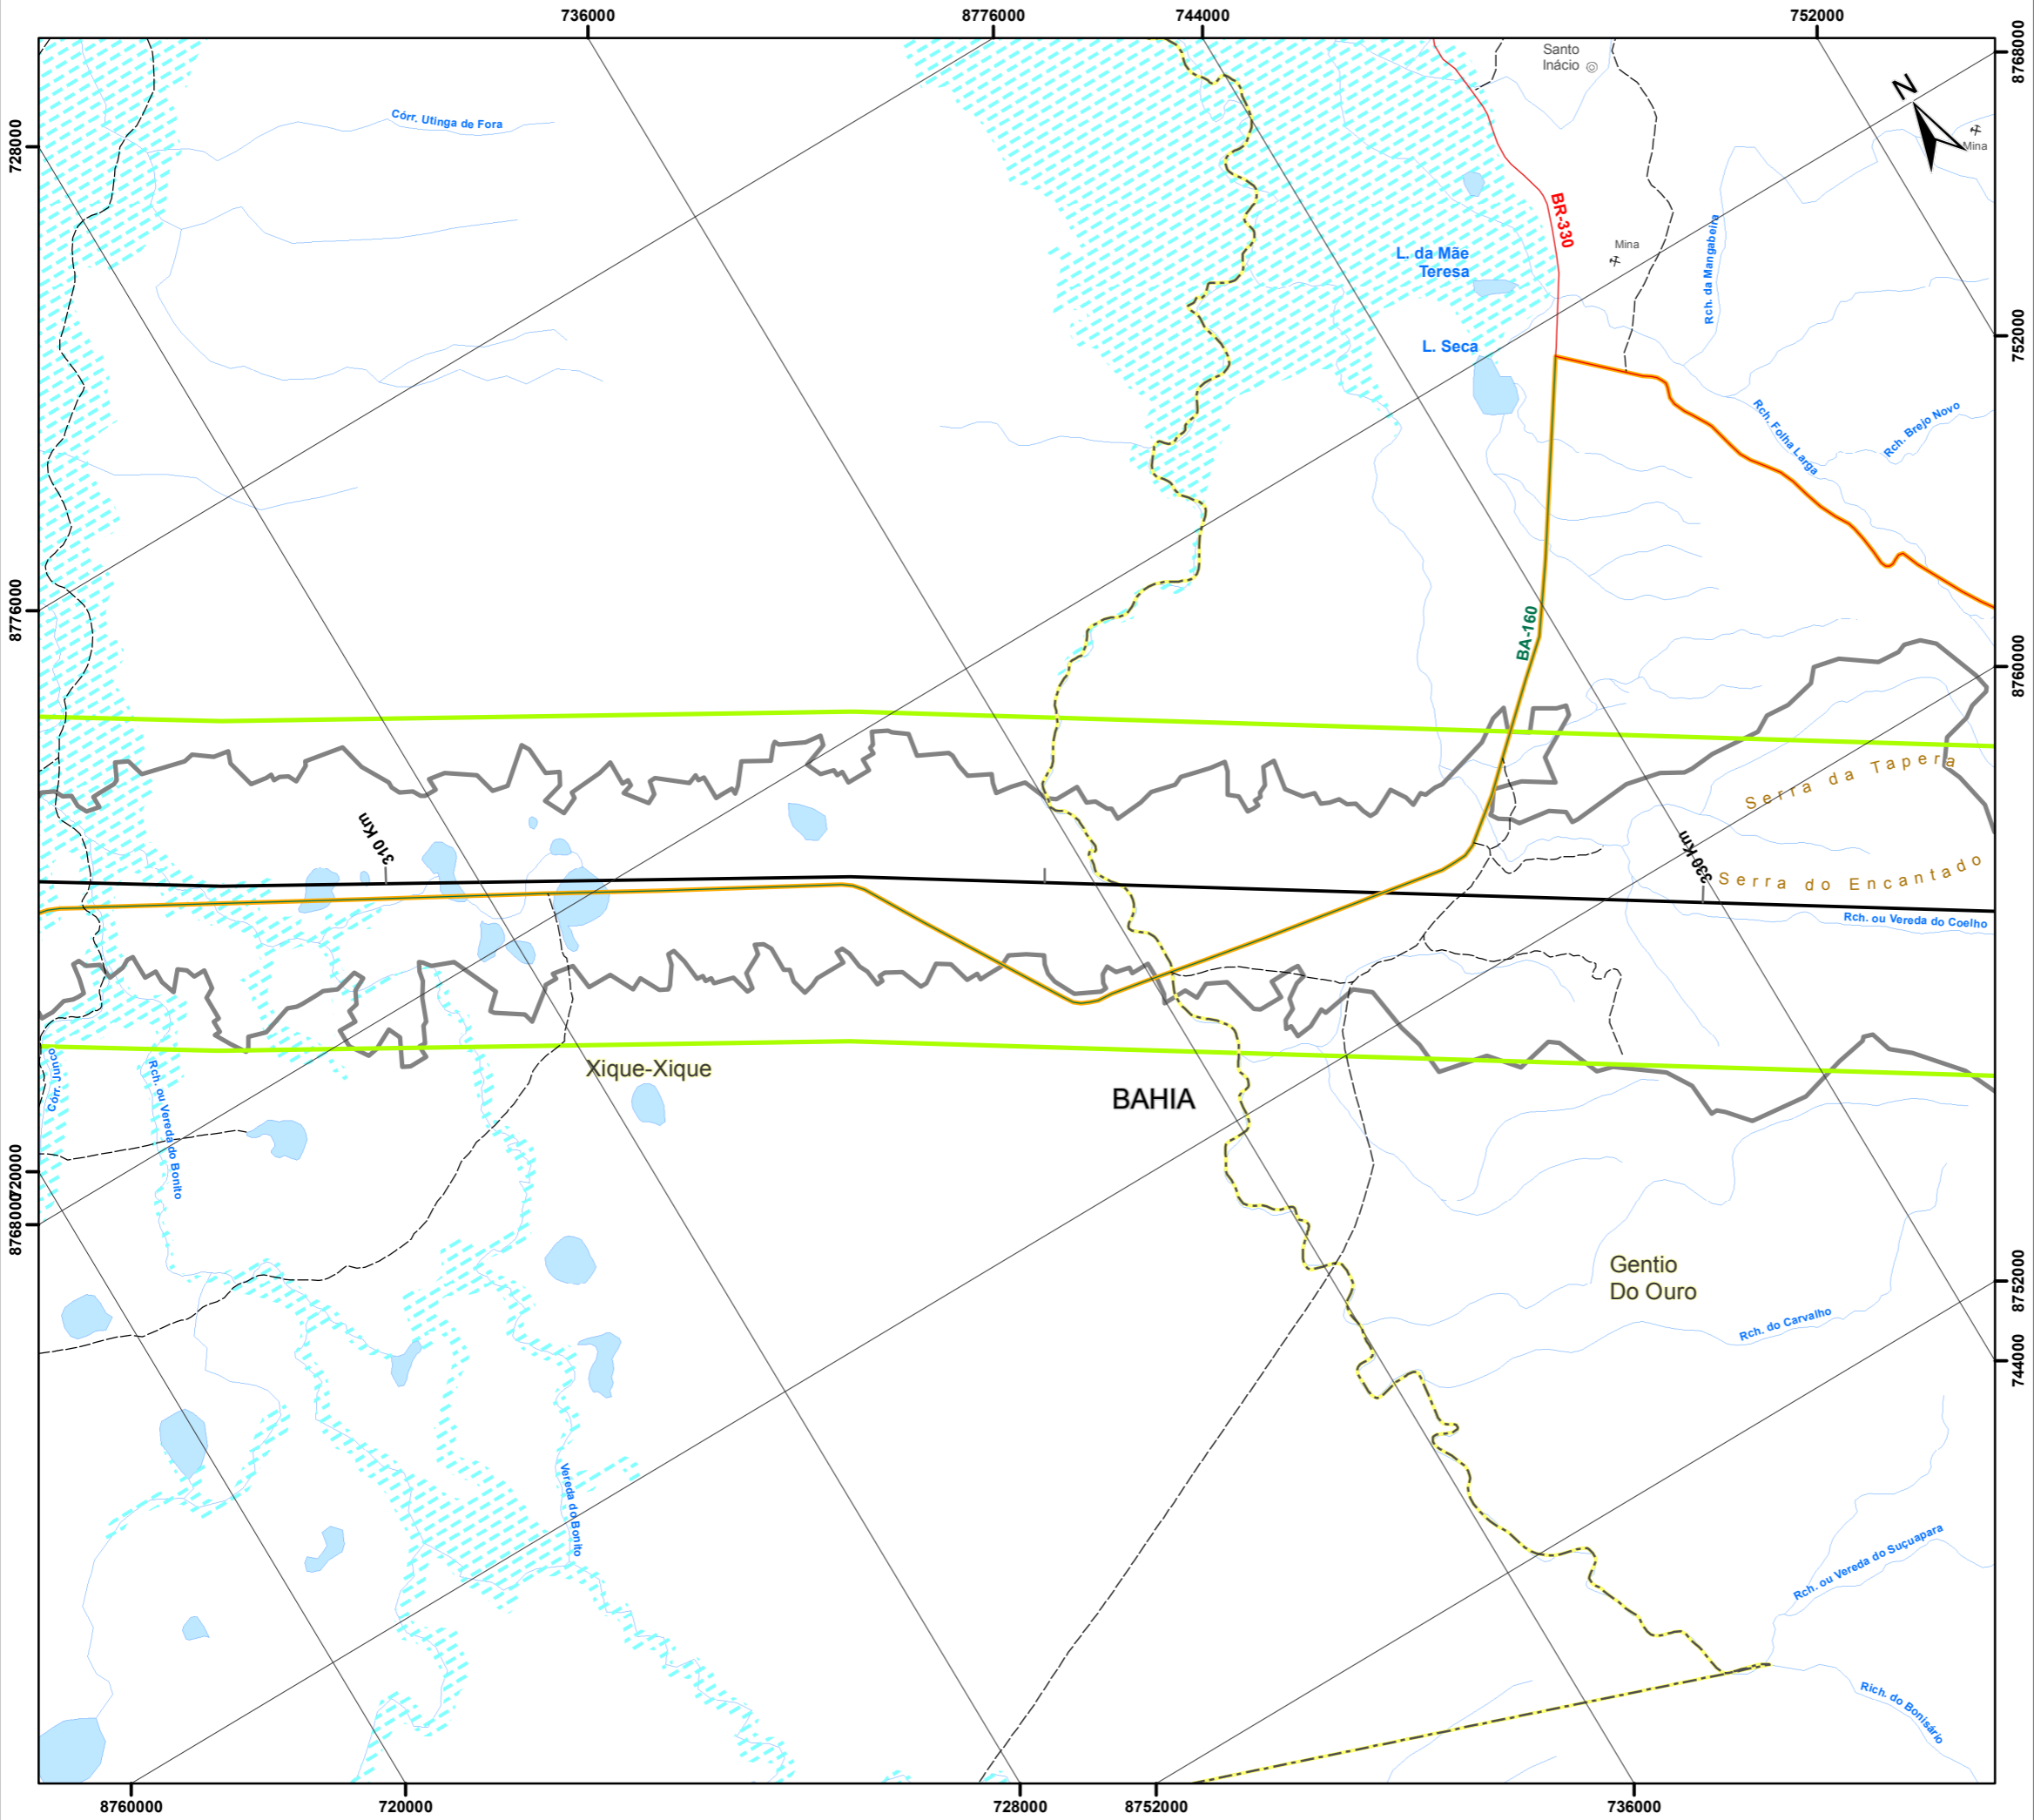 736000
8776000
744000
752000
8768000
728000
Santo
Inácio
N
Mina
Córr. Utinga de Fora
BR-330
Rch. da Mangabeira
Mina
L. da Mãe
Teresa
752000
L. Seca
Rch. Folha Larga
Rch. Brejo Novo
8776000
BA-160
8760000
Serra da Tapera
310 Km
330 Km
Serra do Encantado
Rch. ou Vereda do Coelho
Xique-Xique
BAHIA
Córr. Junco
Rch. ou Vereda do Bonito
720000
8768000
Gentio
Do Ouro
8752000
Rch. do Carvalho
744000
Vereda do Bonito
Rch. ou Vereda do Suçuapara
Rich. do Bonisário
8760000
720000
728000
8752000
736000